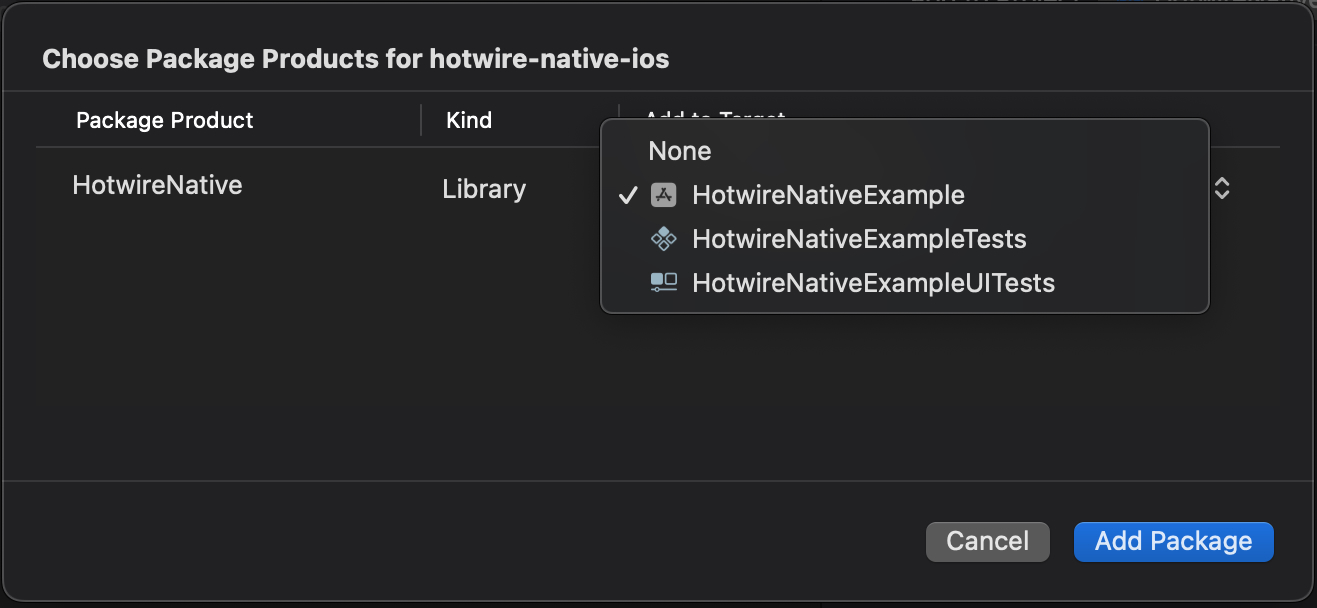 Choose Package Products for hotwire-native-ios
Package Product Kind Add to Target
HotwireNative Library
None
HotwireNativeExample
HotwireNativeExampleTests
HotwireNativeExampleUITests
Cancel Add Package